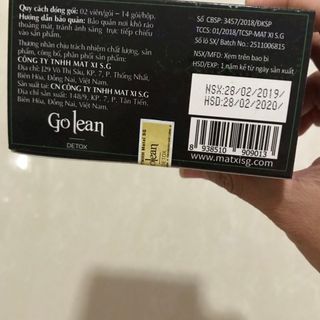 Quy cách đóng gói: 02 viên/gói – 14 gói/hộp.
Hướng dẫn bảo quản: Bảo quản nơi khô ráo
thoáng mát, tránh ánh sáng trực tiếp chiếu
vào sản phẩm.
Thương nhân chịu trách nhiệm chất lượng, sản
phẩm, công bố, phân phối sản phẩm:
CÔNG TY TNHH MAT XI S.G
Địa chỉ: 129 Võ Thị Sáu, KP. 7, P. Thống Nhất,
Biên Hòa, Đồng Nai, Việt Nam.
Sản xuất tại: CN CÔNG TY TNHH MAT XI S.G
Địa chỉ: 148/9, KP. 7, P. Tân Tiến,
Biên Hòa, Đồng Nai, Việt Nam.
Go lean
DETOX
Số CBSP: 3457/2018/ĐKSP
TCCS: 01/2018/TCSP-MAT XI S.G
Số lô SX/ Batch No.: 2511006815
NSX/MFD: Xem trên bao bì
HSD/EXP: 1 năm kể từ ngày sản xuất
NSX:28/02/2019/
HSD:28/02/2020/
www.matxisg.com
8 938510 909013
Golean
DETOX